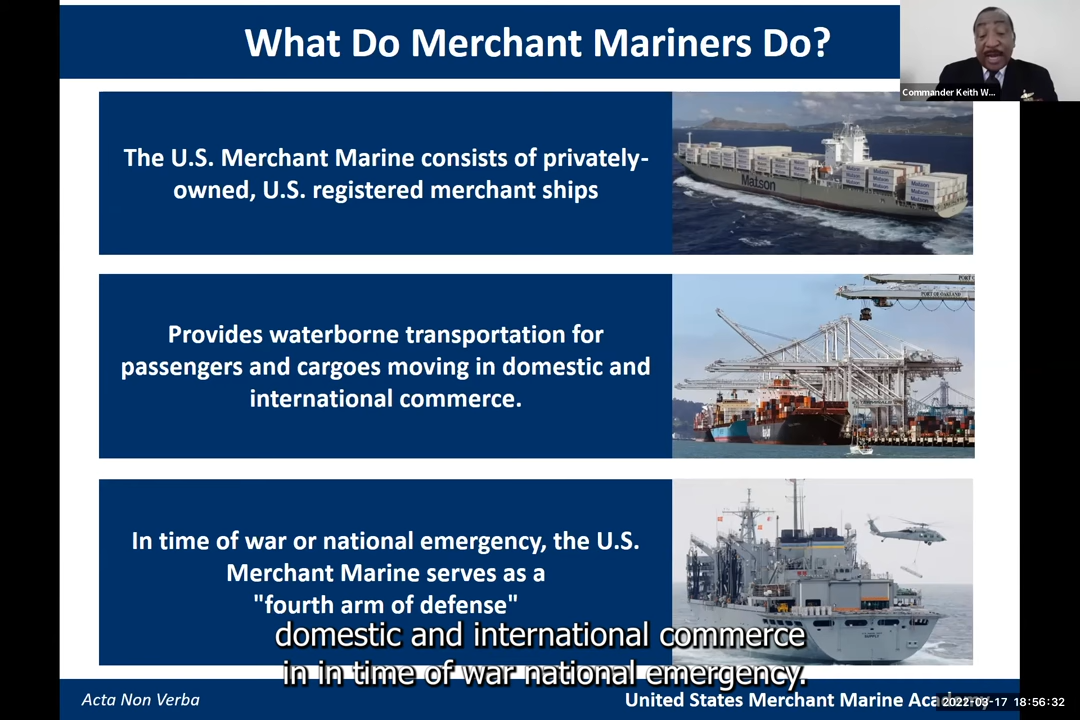 What Do Merchant Mariners Do?
Commander Keith W...
The U.S. Merchant Marine consists of privately-
owned, U.S. registered merchant ships
Matson
Provides waterborne transportation for
passengers and cargoes moving in domestic and
international commerce.
PORT OF OAKLAND
In time of war or national emergency, the U.S.
Merchant Marine serves as a
"fourth arm of defense"
SUPPLY
domestic and international commerce
in in time of war national emergency.
Acta Non Verba
United States Merchant Marine
2022-03-17 18:56:32